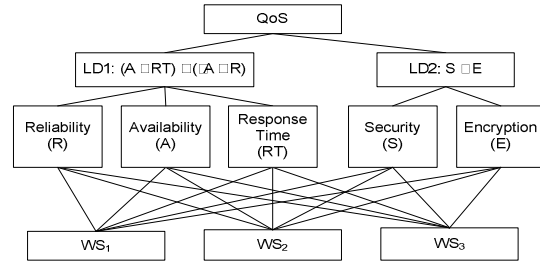 QoS
LD1: (A □RT) □(□A □R)
LD2: S □E
Reliability
(R)
Availability
(A)
Response
Time
(RT)
Security
(S)
Encryption
(E)
WS₁
WS₂
WS₃